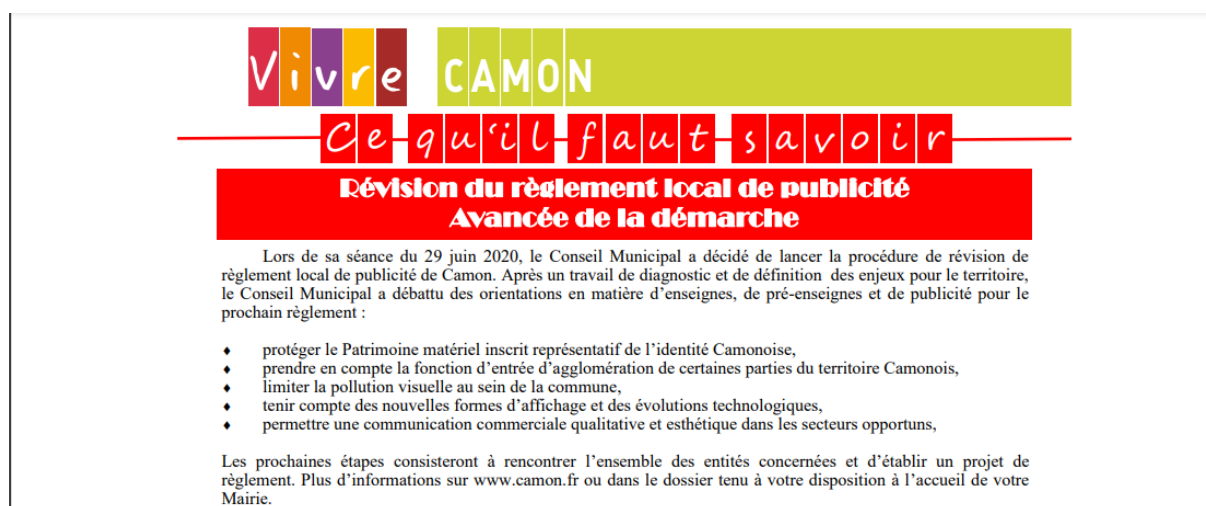 Vivre CAMON
Ce qu'il faut savoir
Révision du règlement local de publicité
Avancée de la démarche
Lors de sa séance du 29 juin 2020, le Conseil Municipal a décidé de lancer la procédure de révision de
règlement local de publicité de Camon. Après un travail de diagnostic et de définition des enjeux pour le territoire,
le Conseil Municipal a débattu des orientations en matière d'enseignes, de pré-enseignes et de publicité pour le
prochain règlement :
♦ protéger le Patrimoine matériel inscrit représentatif de l'identité Camonoise,
♦ prendre en compte la fonction d'entrée d'agglomération de certaines parties du territoire Camonois,
♦ limiter la pollution visuelle au sein de la commune,
♦ tenir compte des nouvelles formes d'affichage et des évolutions technologiques,
♦ permettre une communication commerciale qualitative et esthétique dans les secteurs opportuns,
Les prochaines étapes consisteront à rencontrer l'ensemble des entités concernées et d'établir un projet de
règlement. Plus d'informations sur www.camon.fr ou dans le dossier tenu à votre disposition à l'accueil de votre
Mairie.